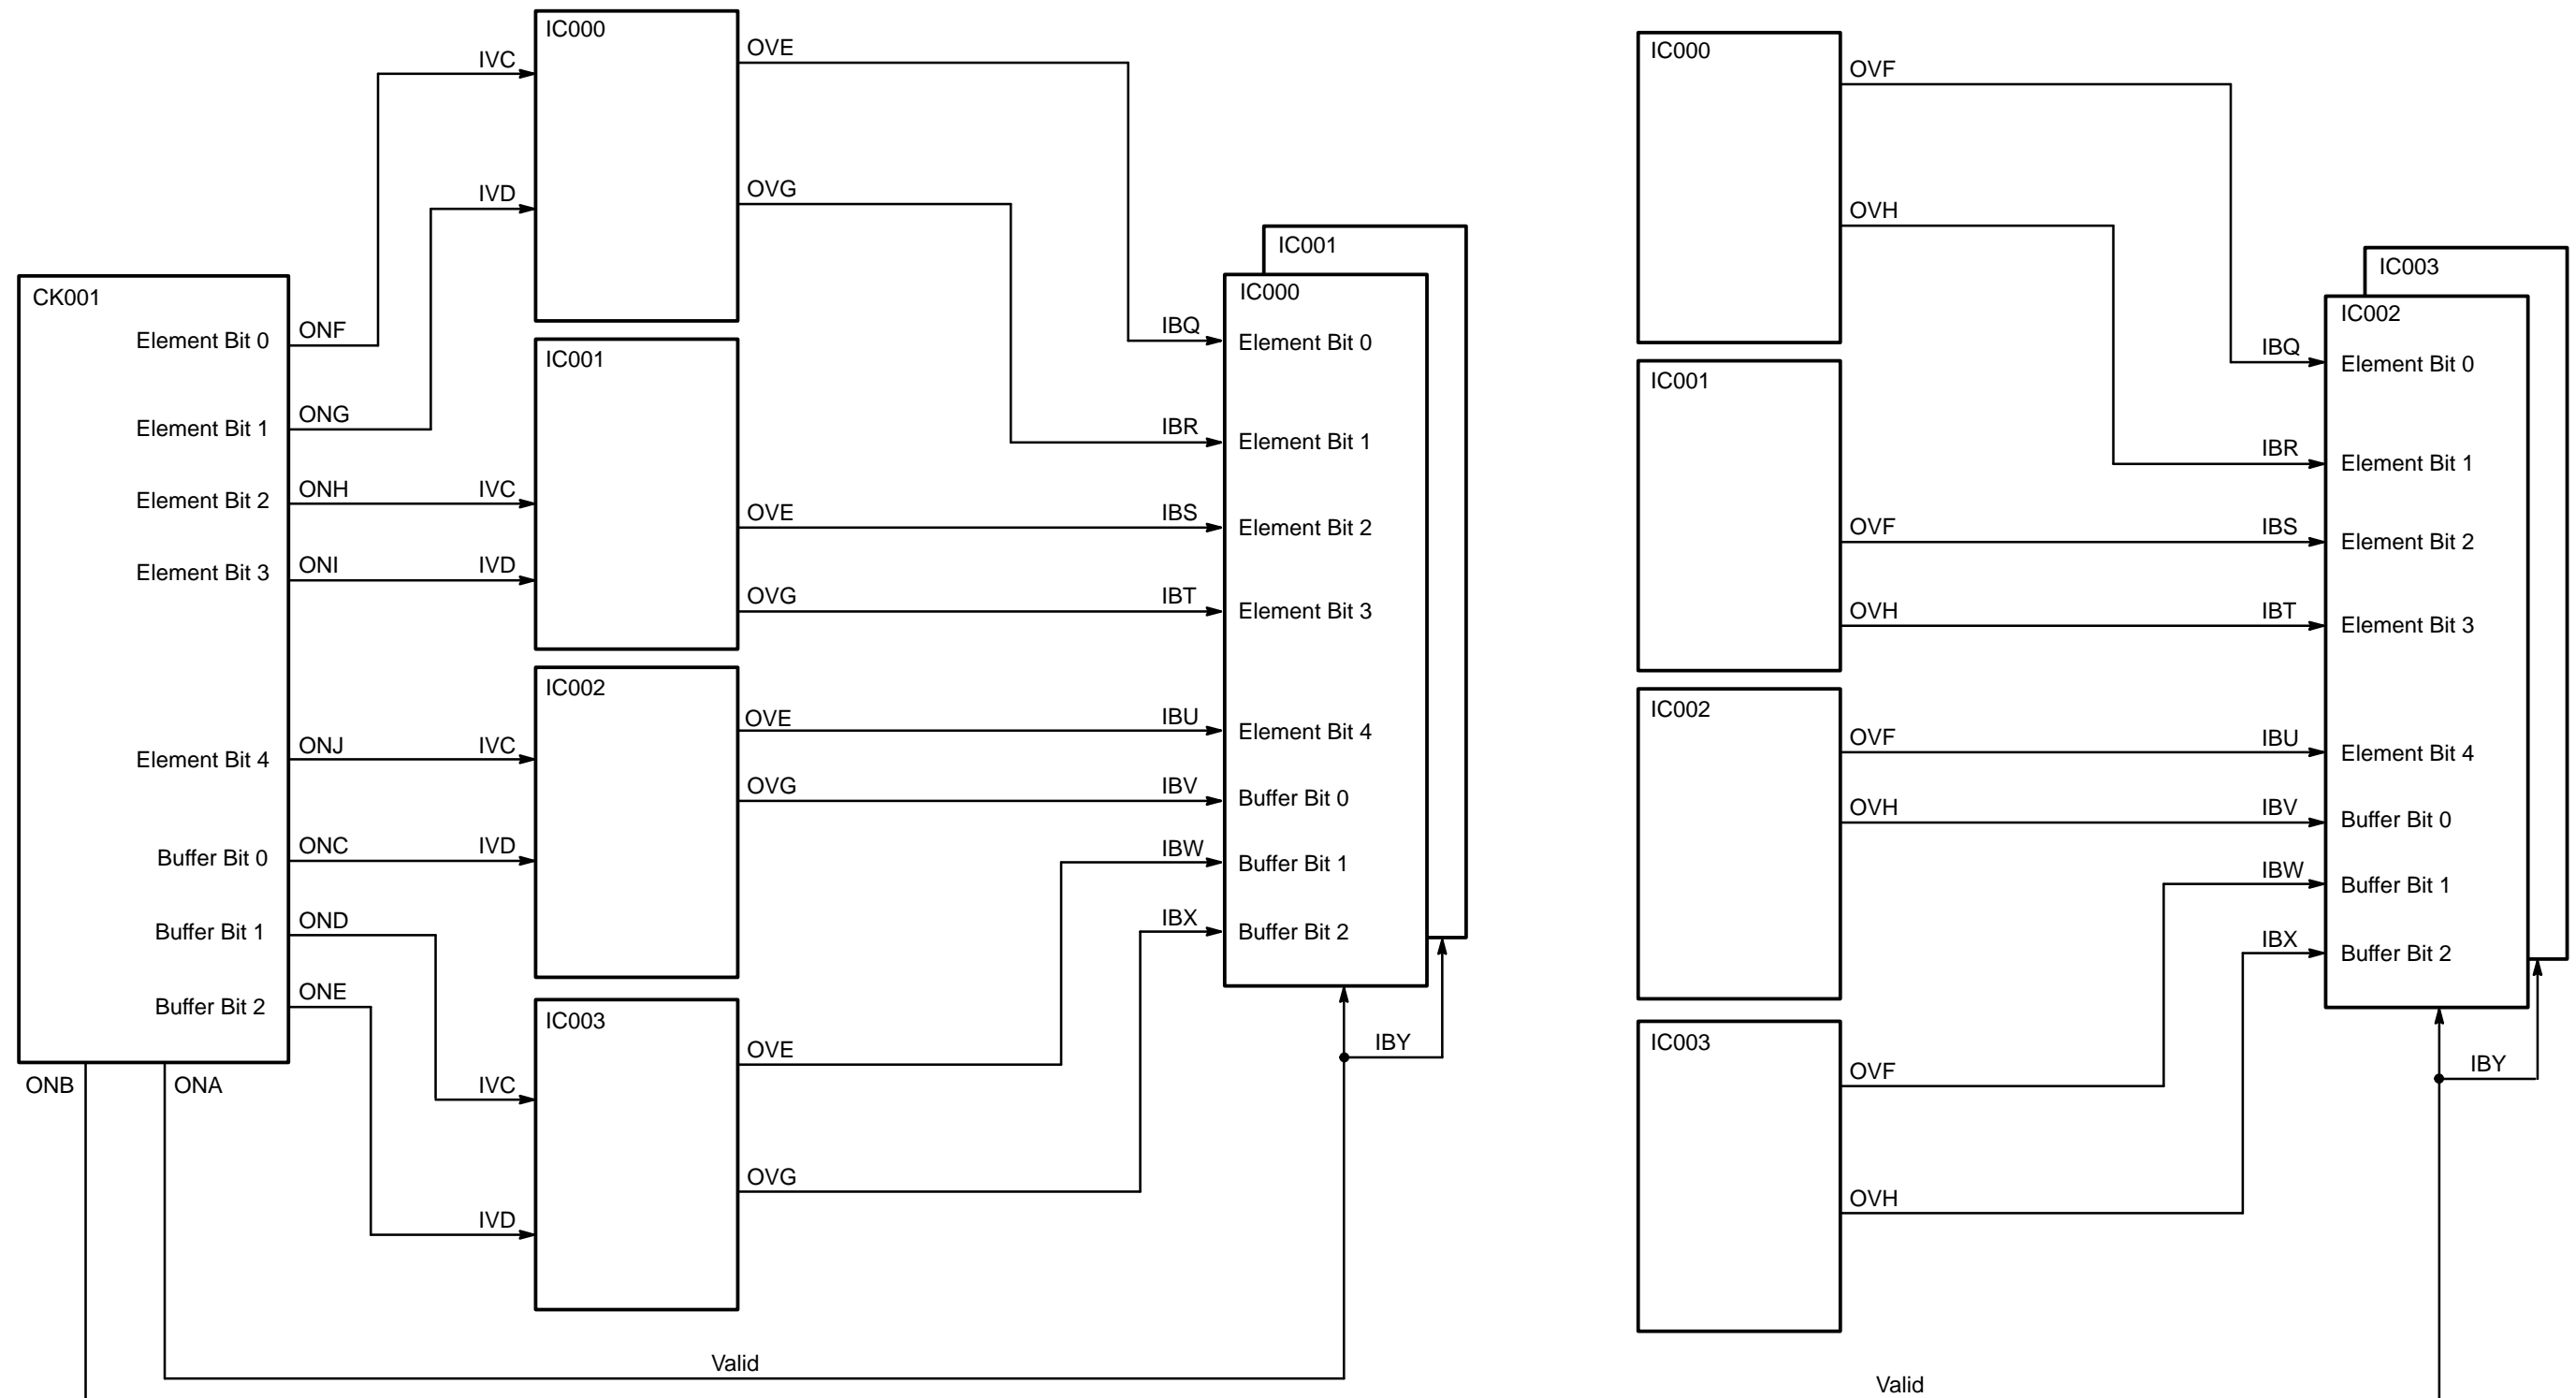 CK001
Element Bit 0
ONF
Element Bit 1
ONG
Element Bit 2
ONH
Element Bit 3
ONI
Element Bit 4
ONJ
Buffer Bit 0
ONC
Buffer Bit 1
OND
Buffer Bit 2
ONE
ONB
ONA
IC000
IVC
IVD
OVE
OVG
IC001
IVC
IVD
OVE
OVG
IC002
IVC
IVD
OVE
OVG
IC003
IVC
IVD
OVE
OVG
IC001
IC000
IBQ
Element Bit 0
IBR
Element Bit 1
IBS
Element Bit 2
IBT
Element Bit 3
IBU
Element Bit 4
IBV
Buffer Bit 0
IBW
Buffer Bit 1
IBX
Buffer Bit 2
IBY
Valid
IC000
OVF
OVH
IC001
OVF
OVH
IC002
OVF
OVH
IC003
OVF
OVH
IC003
IC002
IBQ
Element Bit 0
IBR
Element Bit 1
IBS
Element Bit 2
IBT
Element Bit 3
IBU
Element Bit 4
IBV
Buffer Bit 0
IBW
Buffer Bit 1
IBX
Buffer Bit 2
IBY
Valid